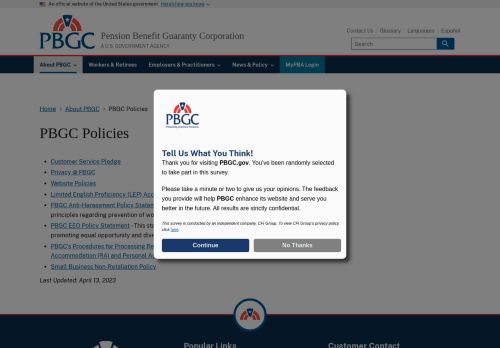 An official website of the United States government Here's how you know
PBGC
Pension Benefit Guaranty Corporation
A U.S. GOVERNMENT AGENCY
Contact Us Glossary Languages Español
Search
About PBGC Workers & Retirees Employers & Practitioners News & Policy MyPBA Login
Home > About PBGC > PBGC Policies
PBGC Policies
Customer Service Pledge
Privacy @ PBGC
Website Policies
Limited English Proficiency (LEP) Acc
PBGC Anti-Harassment Policy Statem
principles regarding prevention of wo
PBGC EEO Policy Statement - This sta
promoting equal opportunity and dive
PBGC's Procedures for Processing Re
Accommodation (RA) and Personal As
Small Business Non-Retaliation Policy
Last Updated: April 13, 2023
PBGC
Protecting America's Pensions
Tell Us What You Think!
Thank you for visiting PBGC.gov. You've been randomly selected
to take part in this survey.
Please take a minute or two to give us your opinions. The feedback
you provide will help PBGC enhance its website and serve you
better in the future. All results are strictly confidential.
This survey is conducted by an independent company, CFI Group. To view CFI Group's privacy policy
click here.
Continue No Thanks
Popular Links Customer Contact